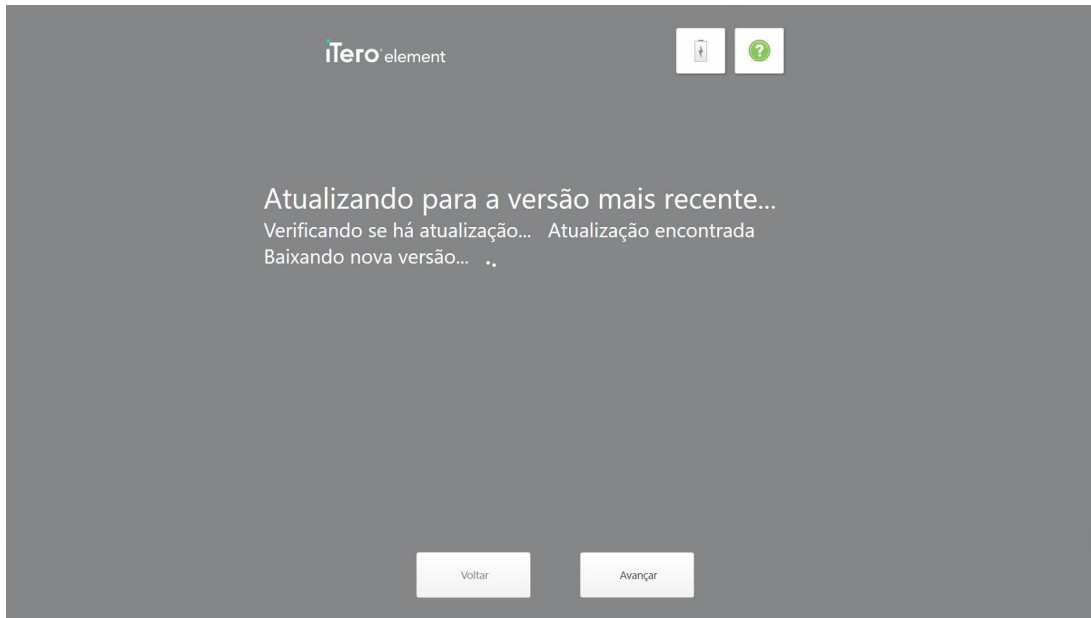 iTero element
Atualizando para a versão mais recente...
Verificando se há atualização... Atualização encontrada
Baixando nova versão... ..
Voltar
Avançar